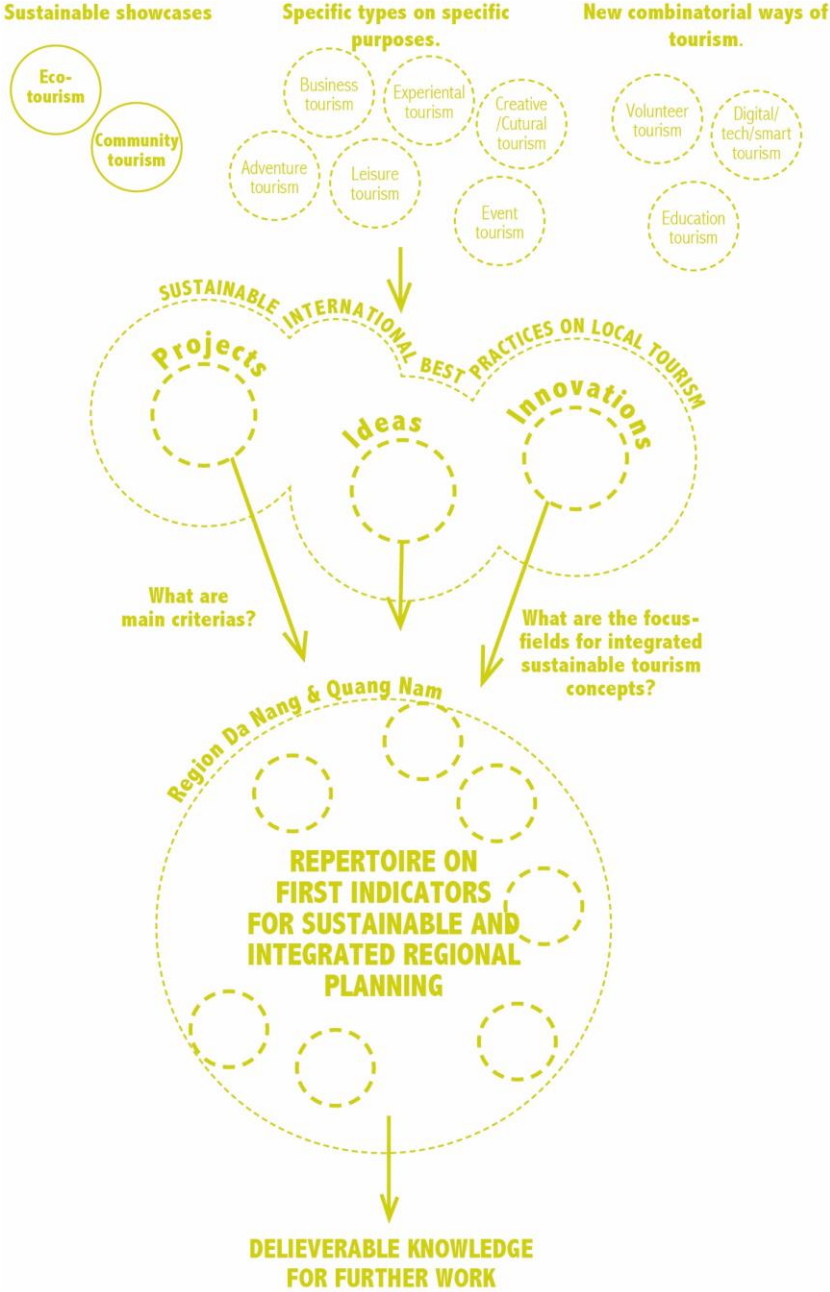 Sustainable showcases
Eco-
tourism
Community
tourism
Specific types on specific
purposes.
Business
tourism
Experiental
tourism
Creative
/Cutural
tourism
Adventure
tourism
Leisure
tourism
Event
tourism
New combinatorial ways of
tourism.
Volunteer
tourism
Digital/
tech/smart
tourism
Education
tourism
SUSTAINABLE INTERNATIONAL BEST PRACTICES ON LOCAL TOURISM
Projects
Ideas
Innovations
What are
main criterias?
What are the focus-
fields for integrated
sustainable tourism
concepts?
Region Da Nang & Quang Nam
REPERTOIRE ON
FIRST INDICATORS
FOR SUSTAINABLE AND
INTEGRATED REGIONAL
PLANNING
DELIEVERABLE KNOWLEDGE
FOR FURTHER WORK